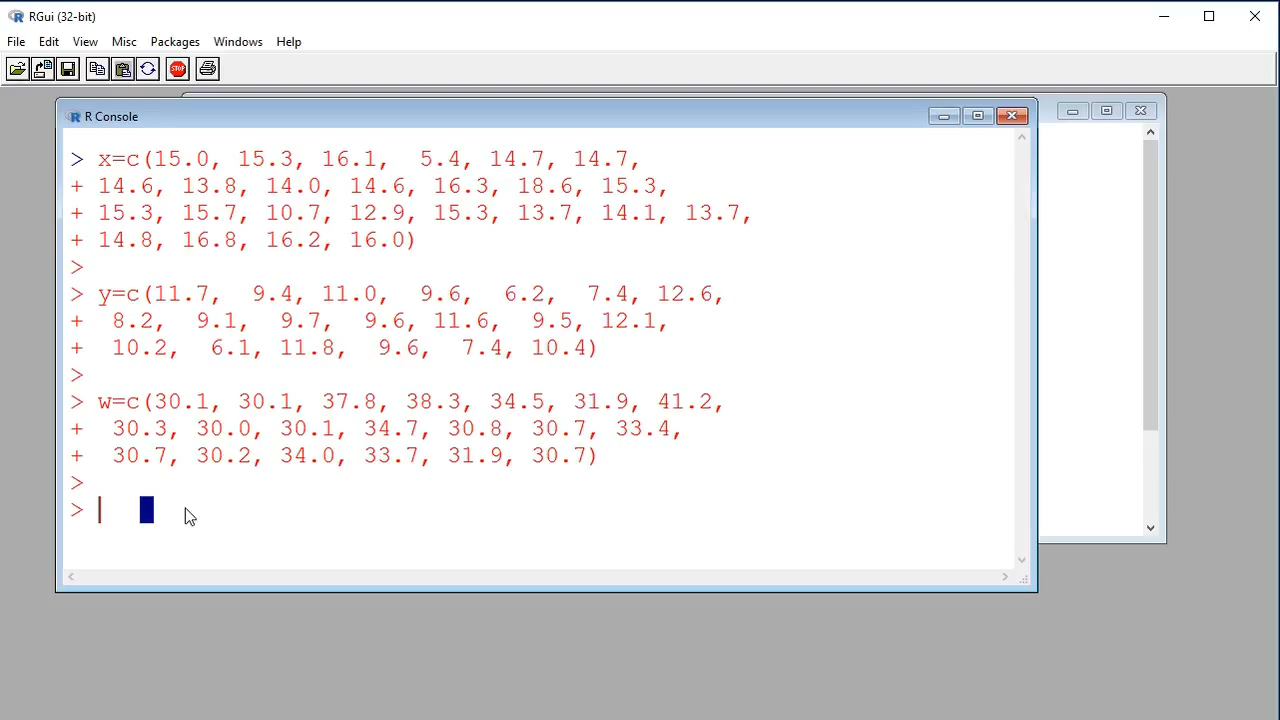 RGui (32-bit)
File Edit View Misc Packages Windows Help
STOP
R Console
> x=c(15.0, 15.3, 16.1,  5.4, 14.7, 14.7,
+ 14.6, 13.8, 14.0, 14.6, 16.3, 18.6, 15.3,
+ 15.3, 15.7, 10.7, 12.9, 15.3, 13.7, 14.1, 13.7,
+ 14.8, 16.8, 16.2, 16.0)
>
> y=c(11.7,  9.4, 11.0,  9.6,  6.2,  7.4, 12.6,
+  8.2,  9.1,  9.7,  9.6, 11.6,  9.5, 12.1,
+ 10.2,  6.1, 11.8,  9.6,  7.4, 10.4)
>
> w=c(30.1, 30.1, 37.8, 38.3, 34.5, 31.9, 41.2,
+  30.3, 30.0, 30.1, 34.7, 30.8, 30.7, 33.4,
+  30.7, 30.2, 34.0, 33.7, 31.9, 30.7)
>
>